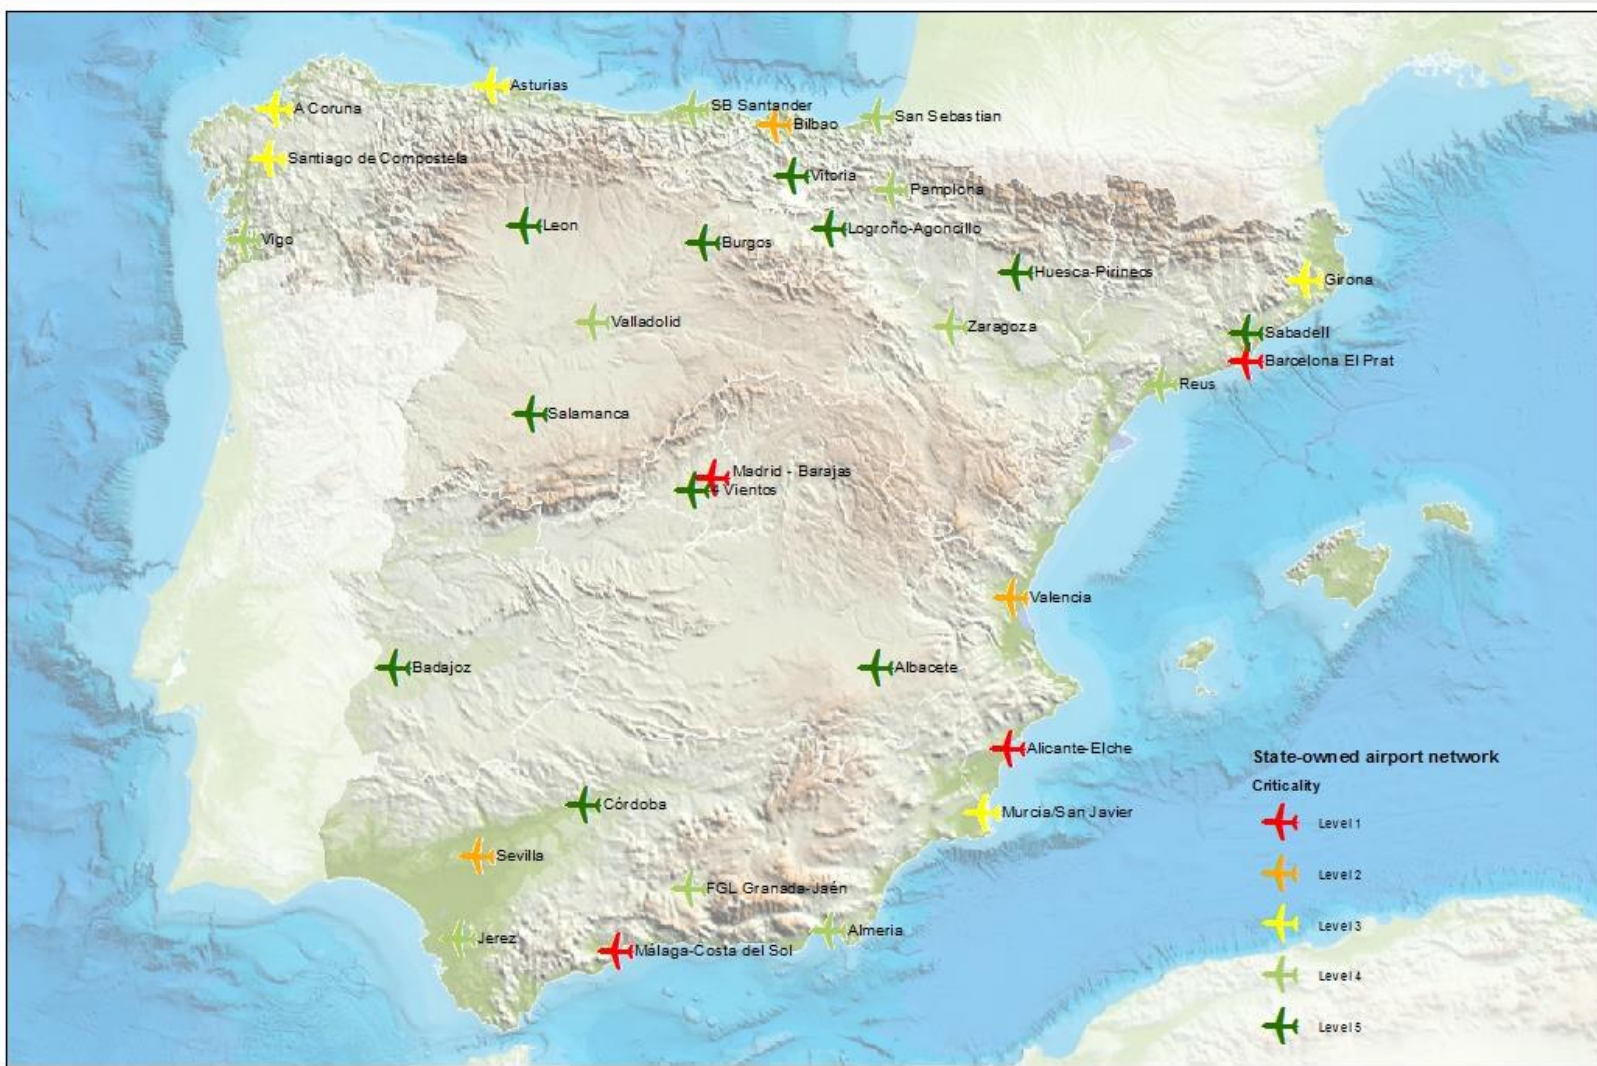 Asturias
A Coruna
SB Santander
Bilbao
San Sebastian
Santiago de Compostela
Vitoria
Pamplona
Leon
Vigo
Burgos
Logroño-Agoncillo
Huesca-Pirineos
Girona
Valladolid
Zaragoza
Sabadell
Barcelona El Prat
Reus
Salamanca
Madrid - Barajas
4 Vientos
Valencia
Badajoz
Albacete
Alicante-Elche
Córdoba
Murcia/San Javier
Sevilla
FGL Granada-Jaén
Jerez
Almeria
Málaga-Costa del Sol
State-owned airport network
Criticality
Level 1
Level 2
Level 3
Level 4
Level 5